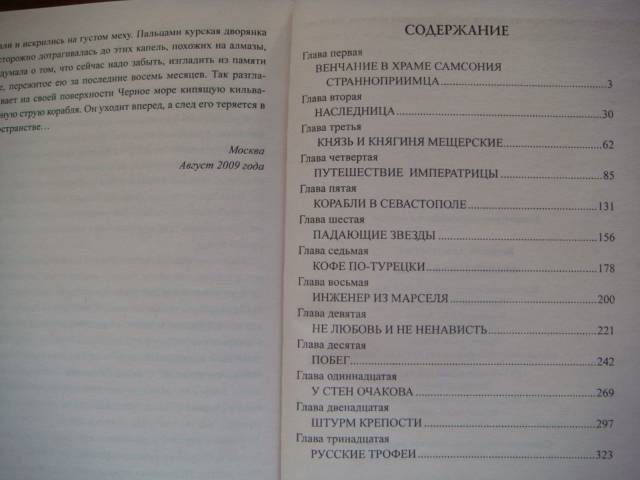 али и искрились на густом меху. Пальцами курская дворянка
сторожно дотрагивалась до этих капель, похожих на алмазы,
думала о том, что сейчас надо забыть, изгладить из памяти
е, пережитое ею за последние восемь месяцев. Так разгла-
вает на своей поверхности Черное море кипящую кильва-
ную струю корабля. Он уходит вперед, а след его теряется в
остранстве...
Москва
Август 2009 года
СОДЕРЖАНИЕ
Глава первая
ВЕНЧАНИЕ В ХРАМЕ САМСОНИЯ
СТРАННОПРИИМЦА 3
Глава вторая
НАСЛЕДНИЦА 30
Глава третья
КНЯЗЬ И КНЯГИНЯ МЕЩЕРСКИЕ 62
Глава четвертая
ПУТЕШЕСТВИЕ ИМПЕРАТРИЦЫ 85
Глава пятая
КОРАБЛИ В СЕВАСТОПОЛЕ 131
Глава шестая
ПАДАЮЩИЕ ЗВЕЗДЫ 156
Глава седьмая
КОФЕ ПО-ТУРЕЦКИ 178
Глава восьмая
ИНЖЕНЕР ИЗ МАРСЕЛЯ 200
Глава девятая
НЕ ЛЮБОВЬ И НЕ НЕНАВИСТЬ 221
Глава десятая
ПОБЕГ 242
Глава одиннадцатая
У СТЕН ОЧАКОВА 269
Глава двенадцатая
ШТУРМ КРЕПОСТИ 297
Глава тринадцатая
РУССКИЕ ТРОФЕИ 323